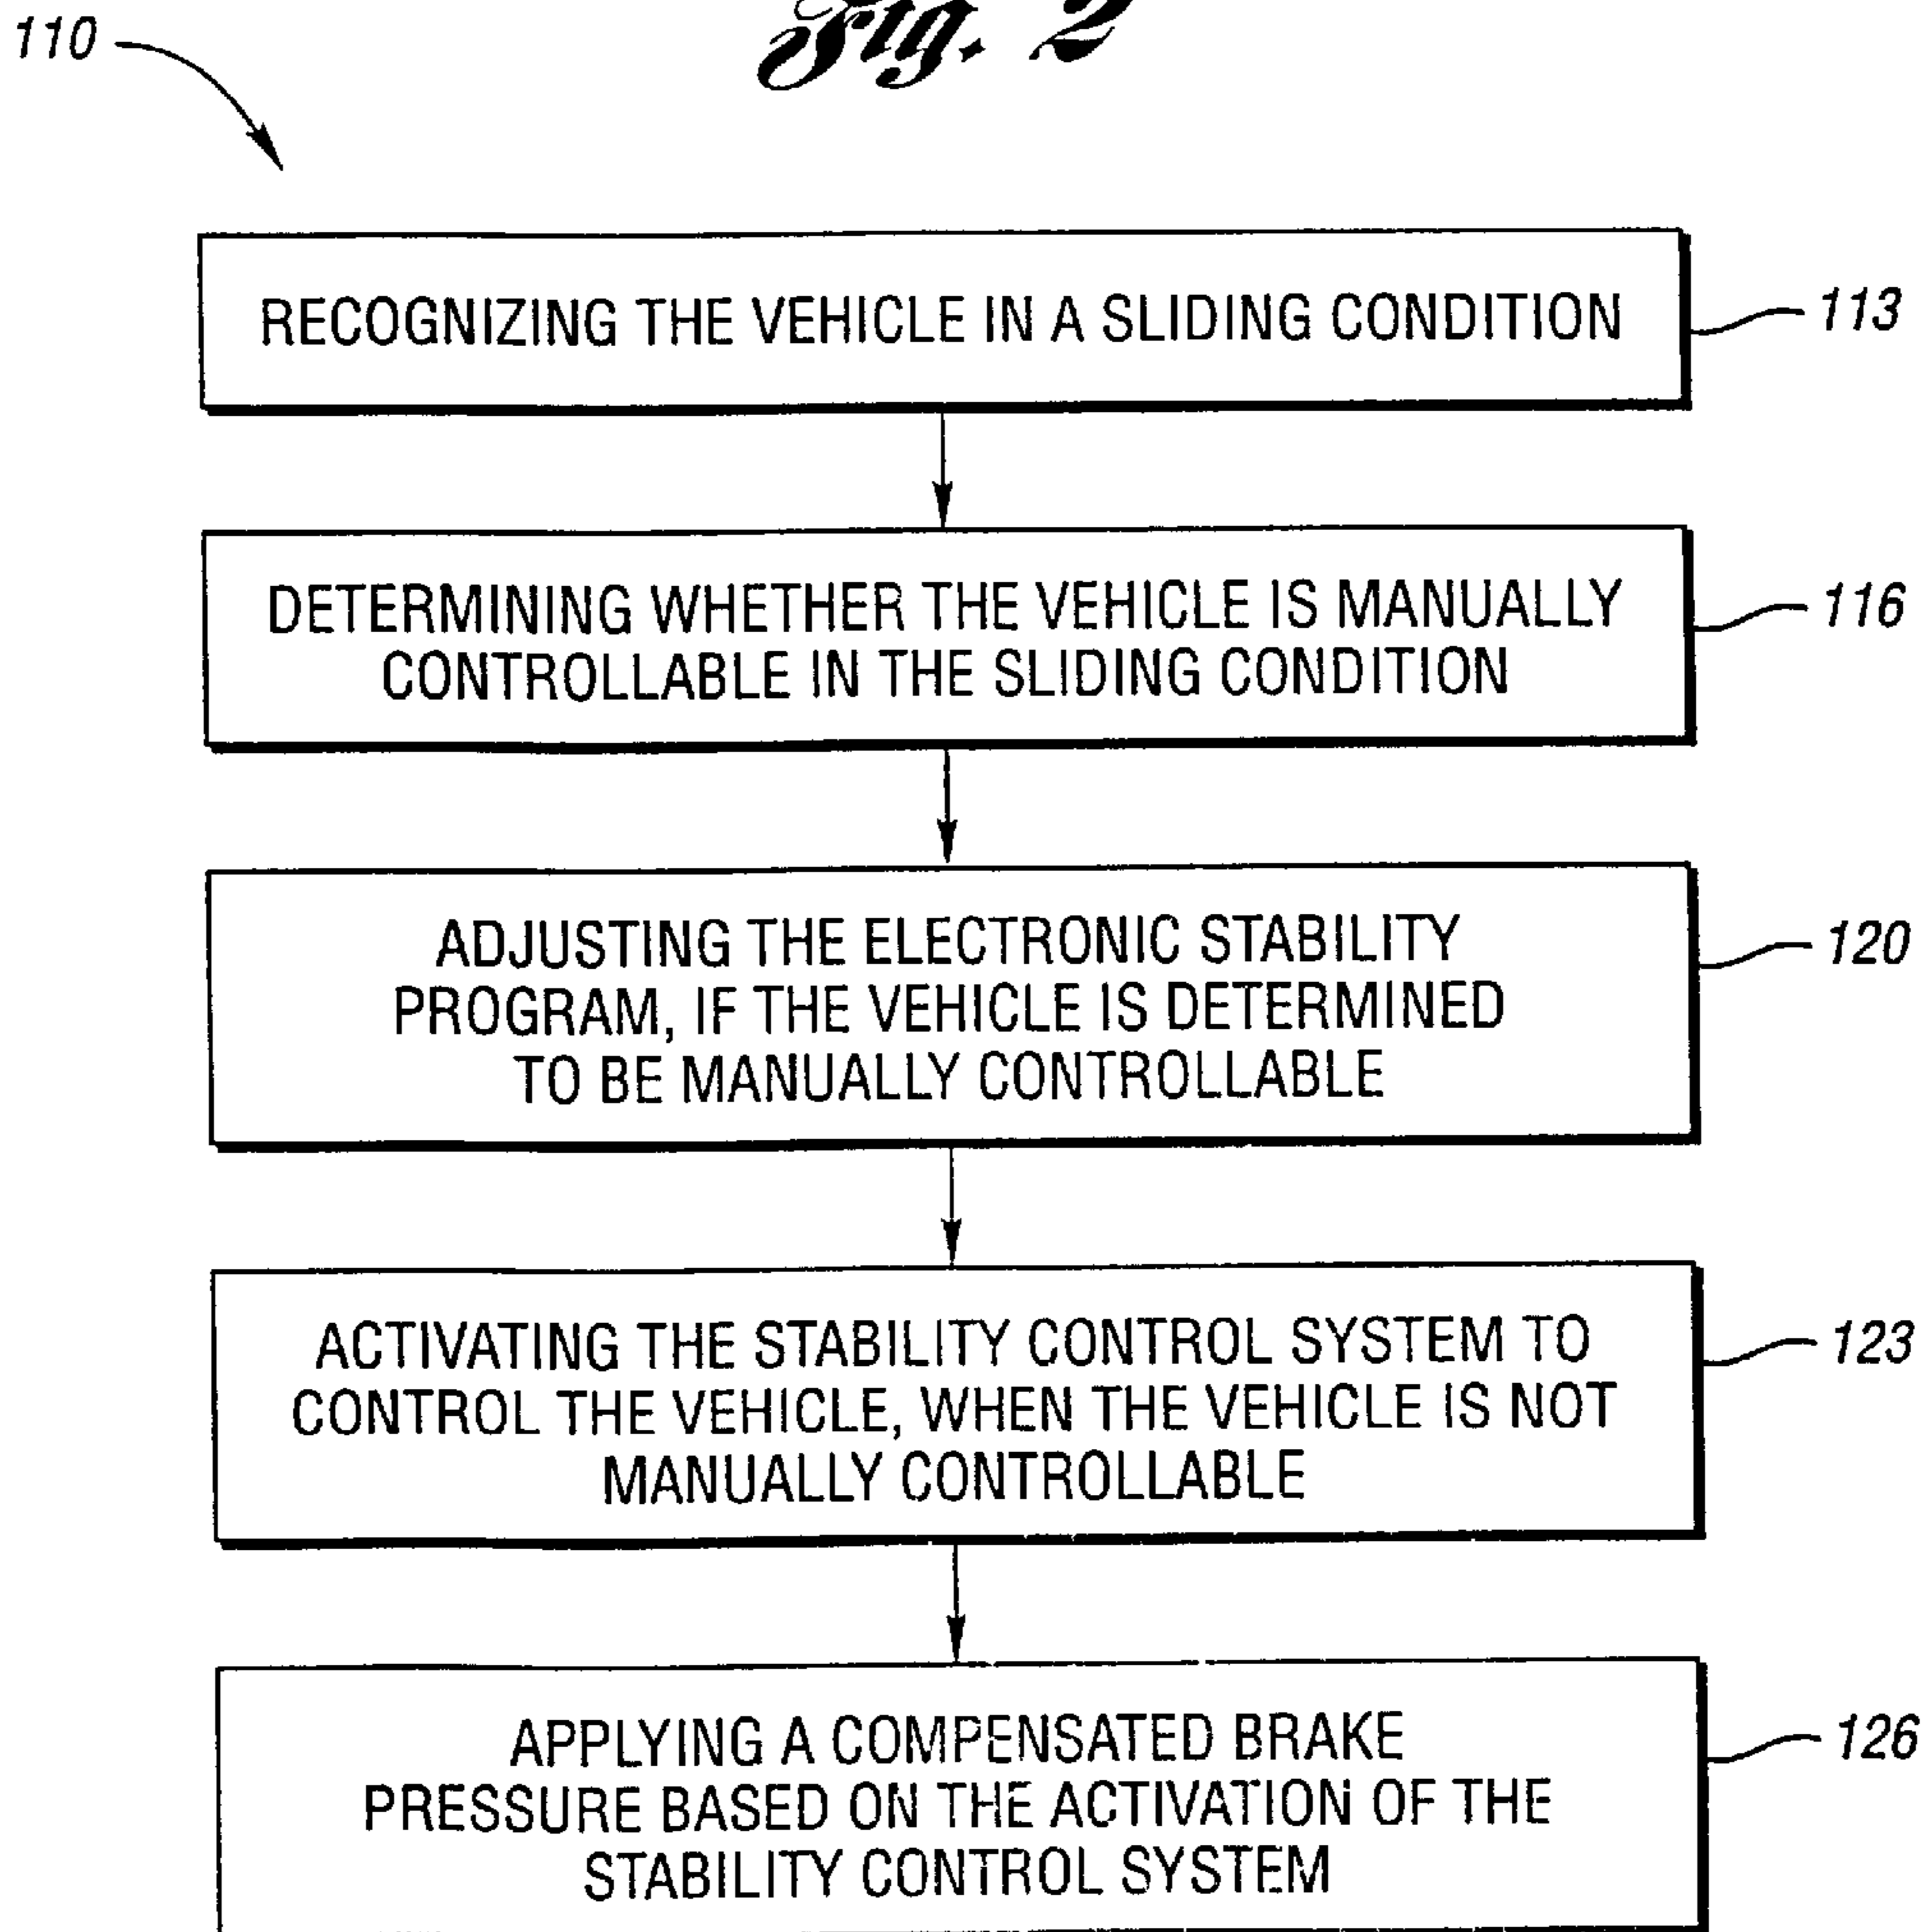 Fig. 2
110
RECOGNIZING THE VEHICLE IN A SLIDING CONDITION
113
DETERMINING WHETHER THE VEHICLE IS MANUALLY
CONTROLLABLE IN THE SLIDING CONDITION
116
ADJUSTING THE ELECTRONIC STABILITY
PROGRAM, IF THE VEHICLE IS DETERMINED
TO BE MANUALLY CONTROLLABLE
120
ACTIVATING THE STABILITY CONTROL SYSTEM TO
CONTROL THE VEHICLE, WHEN THE VEHICLE IS NOT
MANUALLY CONTROLLABLE
123
APPLYING A COMPENSATED BRAKE
PRESSURE BASED ON THE ACTIVATION OF THE
STABILITY CONTROL SYSTEM
126